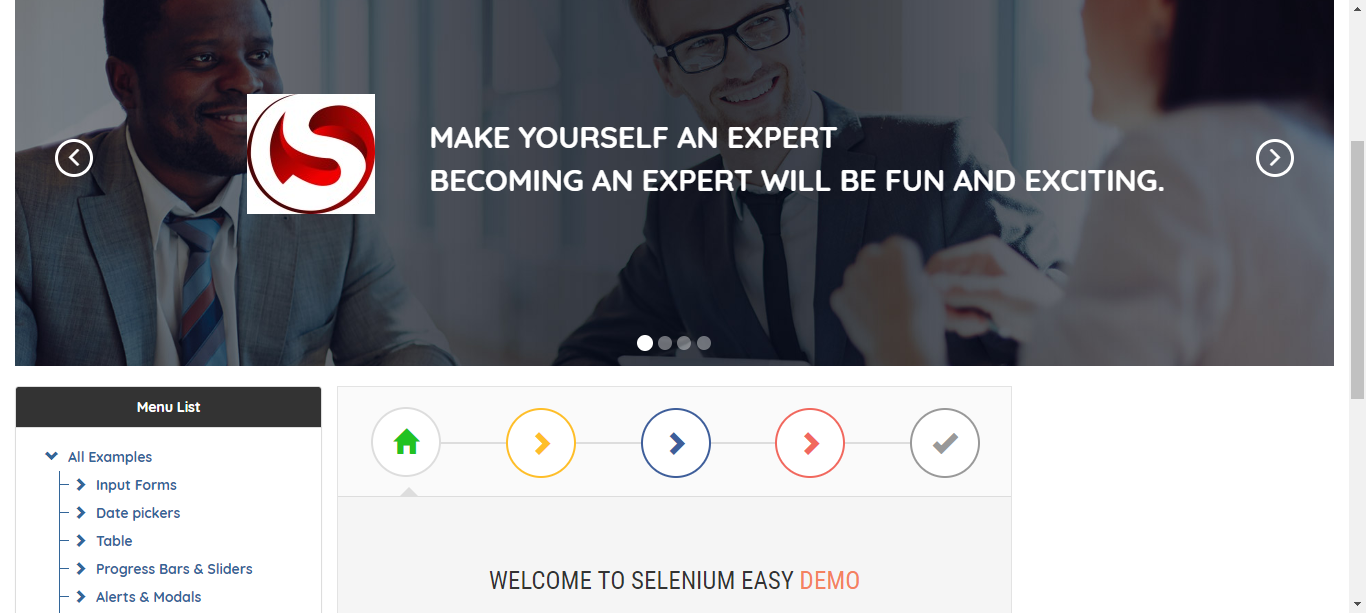 MAKE YOURSELF AN EXPERT
BECOMING AN EXPERT WILL BE FUN AND EXCITING.
Menu List
All Examples
Input Forms
Date pickers
Table
Progress Bars & Sliders
Alerts & Modals
WELCOME TO SELENIUM EASY DEMO